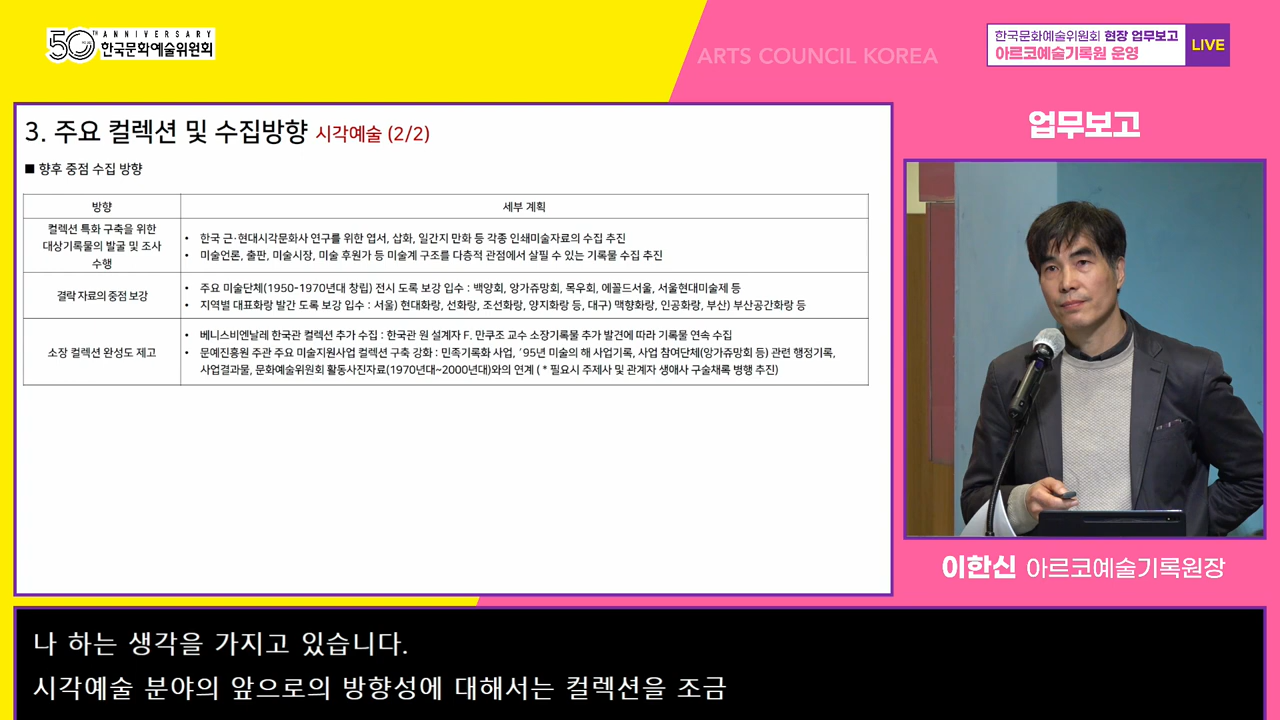 50TH ANNIVERSARY
한국문화예술위원회
ARTS COUNCIL KOREA
한국문화예술위원회 현장 업무보고
아르코예술기록원 운영
LIVE
3. 주요 컬렉션 및 수집방향 시각예술 (2/2)
■ 향후 중점 수집 방향
방향
세부 계획
컬렉션 특화 구축을 위한
대상기록물의 발굴 및 조사
수행
• 한국 근·현대시각문화사 연구를 위한 엽서, 삽화, 일간지 만화 등 각종 인쇄미술자료의 수집 추진
• 미술언론, 출판, 미술시장, 미술 후원가 등 미술계 구조를 다층적 관점에서 살필 수 있는 기록물 수집 추진
결락 자료의 중점 보강
• 주요 미술단체(1950-1970년대 창립) 전시 도록 보강 입수 : 백양회, 앙가쥬망회, 목우회, 에꼴드서울, 서울현대미술제 등
• 지역별 대표화랑 발간 도록 보강 입수 : 서울) 현대화랑, 선화랑, 조선화랑, 양지화랑 등, 대구) 맥향화랑, 인공화랑, 부산) 부산공간화랑 등
소장 컬렉션 완성도 제고
• 베니스비엔날레 한국관 컬렉션 추가 수집 : 한국관 원 설계자 F. 만쿠조 교수 소장기록물 추가 발견에 따라 기록물 연속 수집
• 문예진흥원 주관 주요 미술지원사업 컬렉션 구축 강화 : 민족기록화 사업, ´95년 미술의 해 사업기록, 사업 참여단체(앙가쥬망회 등) 관련 행정기록,
사업결과물, 문화예술위원회 활동사진자료(1970년대~2000년대)와의 연계 ( * 필요시 주제사 및 관계자 생애사 구술채록 병행 추진)
업무보고
이한신 아르코예술기록원장
나 하는 생각을 가지고 있습니다.
시각예술 분야의 앞으로의 방향성에 대해서는 컬렉션을 조금